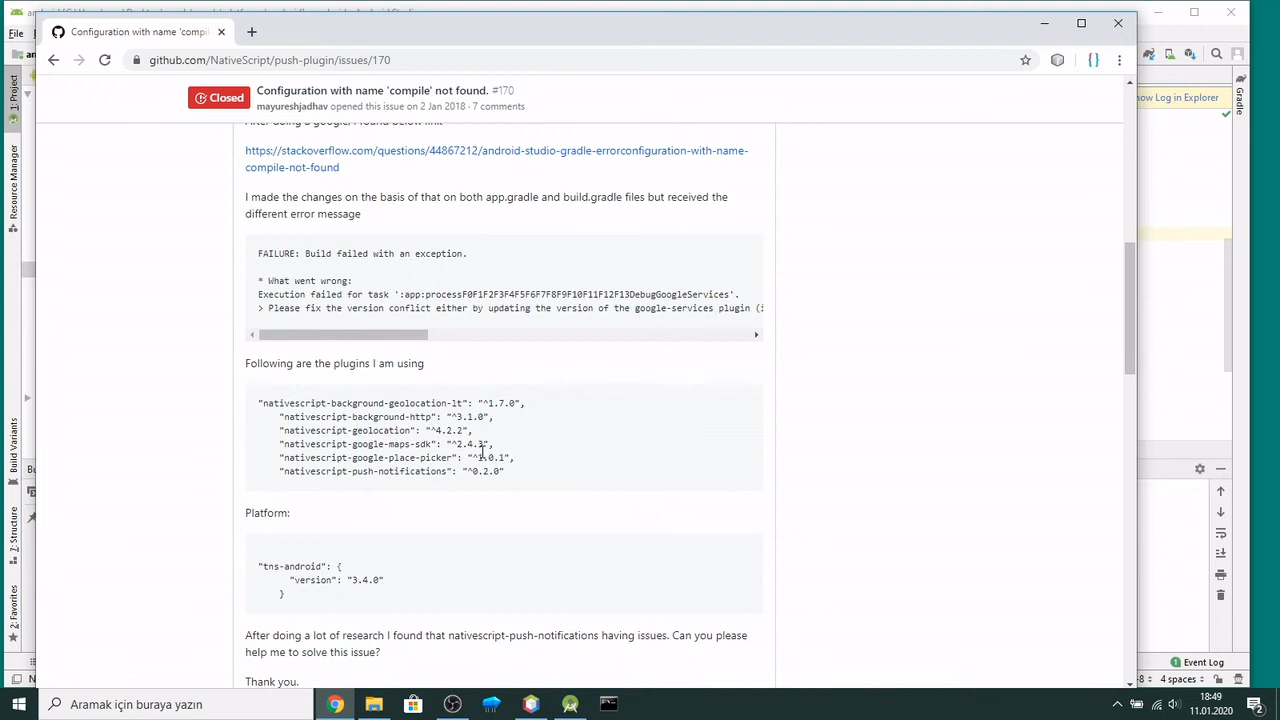 Configuration with name 'compil
File
github.com/NativeScript/push-plugin/issues/170
Closed
Configuration with name 'compile' not found. #170
mayureshjadhav opened this issue on 2 Jan 2018 · 7 comments
ow Log in Explorer
1: Project
Resource Manager
Build Variants
7: Structure
2: Favorites
Gradle
https://stackoverflow.com/questions/44867212/android-studio-gradle-errorconfiguration-with-name-
compile-not-found
I made the changes on the basis of that on both app.gradle and build.gradle files but received the
different error message
FAILURE: Build failed with an exception.
* What went wrong:
Execution failed for task ':app:processF0F1F2F3F4F5F6F7F8F9F10F11F12F13DebugGoogleServices'.
> Please fix the version conflict either by updating the version of the google-services plugin (i
Following are the plugins I am using
"nativescript-background-geolocation-lt": "^1.7.0",
"nativescript-background-http": "^3.1.0",
"nativescript-geolocation": "^4.2.2",
"nativescript-google-maps-sdk": "^2.4.3",
"nativescript-google-place-picker": "^1.0.1",
"nativescript-push-notifications": "^0.2.0"
Platform:
"tns-android": {
"version": "3.4.0"
}
After doing a lot of research I found that nativescript-push-notifications having issues. Can you please
help me to solve this issue?
Thank you.
Bu
1 Event Log
4 spaces
Aramak için buraya yazın
18:49
11.01.2020
2